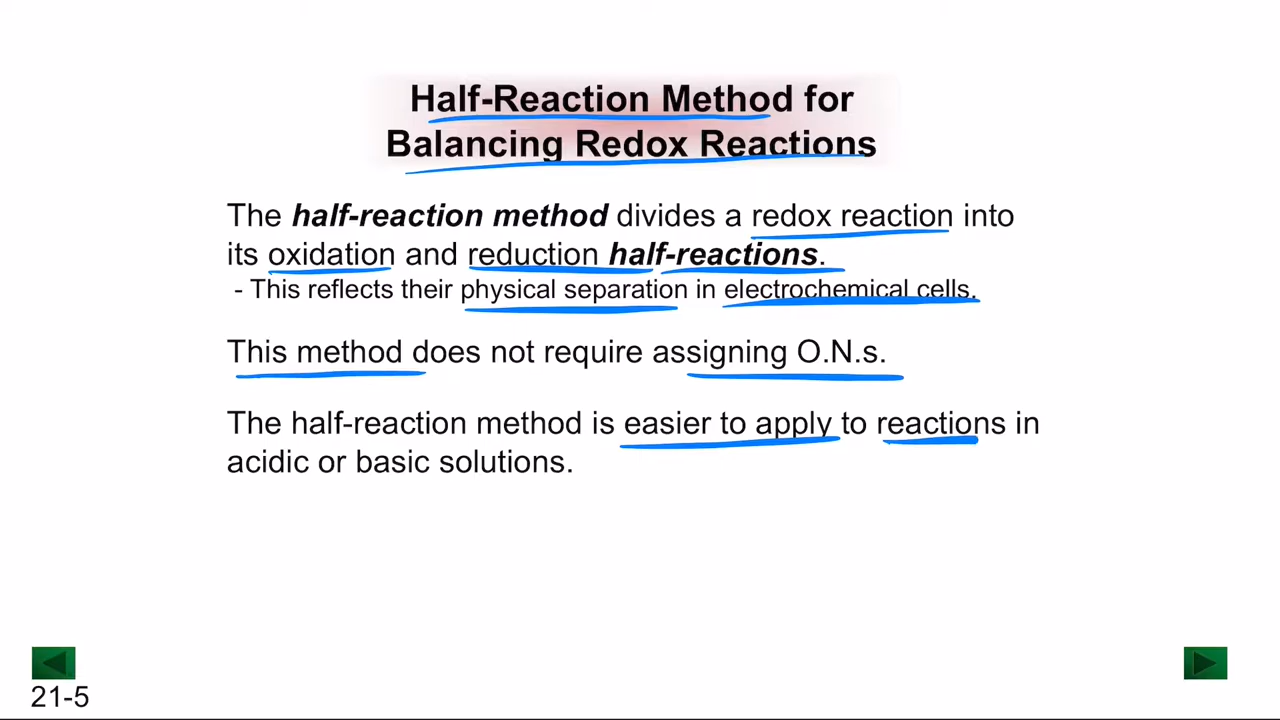 Half-Reaction Method for
Balancing Redox Reactions
The half-reaction method divides a redox reaction into
its oxidation and reduction half-reactions.
- This reflects their physical separation in electrochemical cells.
This method does not require assigning O.N.s.
The half-reaction method is easier to apply to reactions in
acidic or basic solutions.
21-5